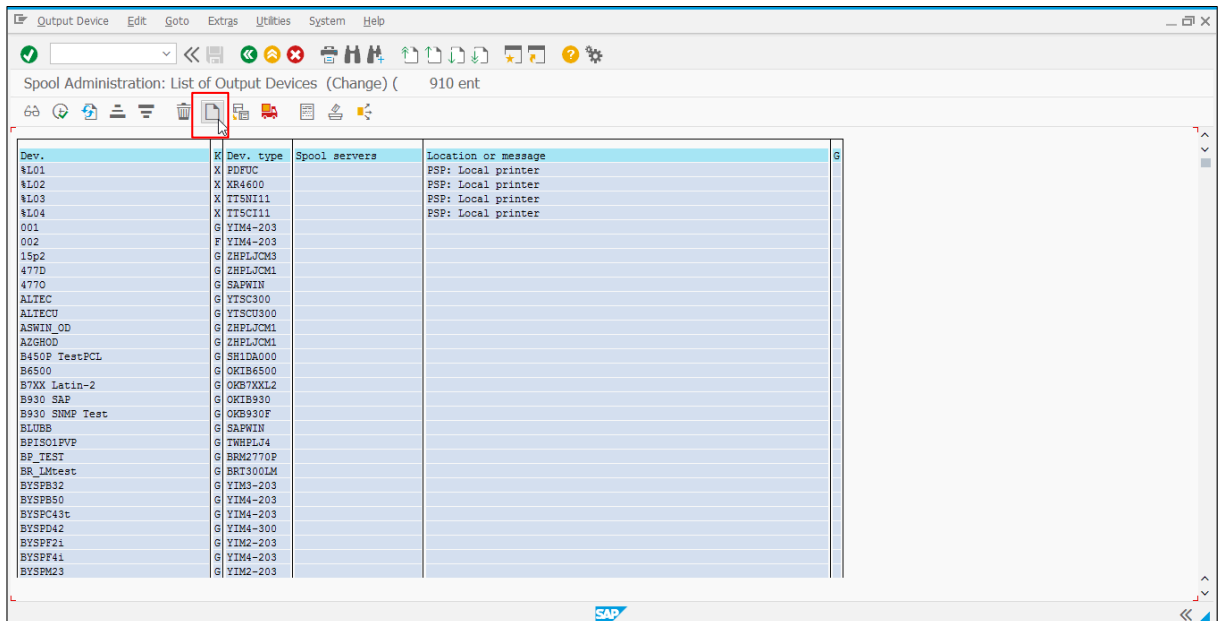 Output Device Edit Goto Extras Utilities System Help
Spool Administration: List of Output Devices (Change) ( 910 ent
Dev. K Dev. type Spool servers Location or message G
%L01 X PDFUC PSP: Local printer
%L02 X XR4600 PSP: Local printer
%L03 X TT5NI11 PSP: Local printer
%L04 X TT5CI11 PSP: Local printer
001 G YIM4-203
002 F YIM4-203
15p2 G ZHPLJCM3
477D G ZHPLJCM1
477O G SAPWIN
ALTEC G YTSC300
ALTECU G YTSCU300
ASWIN_OD G ZHPLJCM1
AZGHOD G ZHPLJCM1
B450P TestPCL G SH1DA000
B6500 G OKIB6500
B7XX Latin-2 G OKB7XXL2
B930 SAP G OKIB930
B930 SNMP Test G OKB930F
BLUBB G SAPWIN
BPISO1PVP G TWHPLJ4
BP_TEST G BRM2770P
BR_LMtest G BRT300LM
BYSPB32 G YIM3-203
BYSPB50 G YIM4-203
BYSPC43t G YIM4-203
BYSPD42 G YIM4-300
BYSPF2i G YIM2-203
BYSPF4i G YIM4-203
BYSPM23 G YIM2-203
SAP